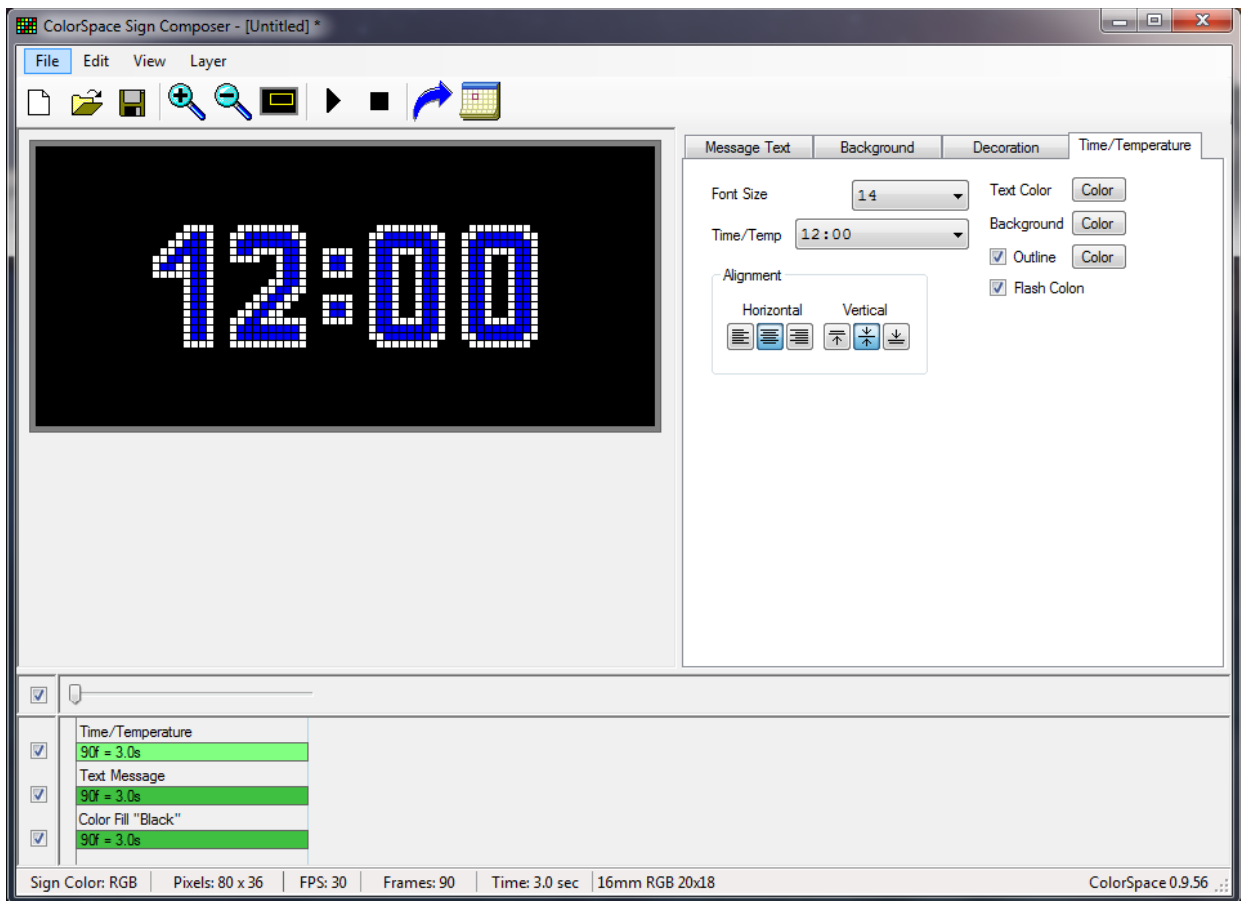 ColorSpace Sign Composer - [Untitled] *
File Edit View Layer
12:00
Message Text Background Decoration Time/Temperature
Font Size 14 Text Color Color
Time/Temp 12:00 Background Color
Outline Color
Flash Colon
Alignment
Horizontal Vertical
Time/Temperature
90f = 3.0s
Text Message
90f = 3.0s
Color Fill "Black"
90f = 3.0s
Sign Color: RGB Pixels: 80 x 36 FPS: 30 Frames: 90 Time: 3.0 sec 16mm RGB 20x18 ColorSpace 0.9.56